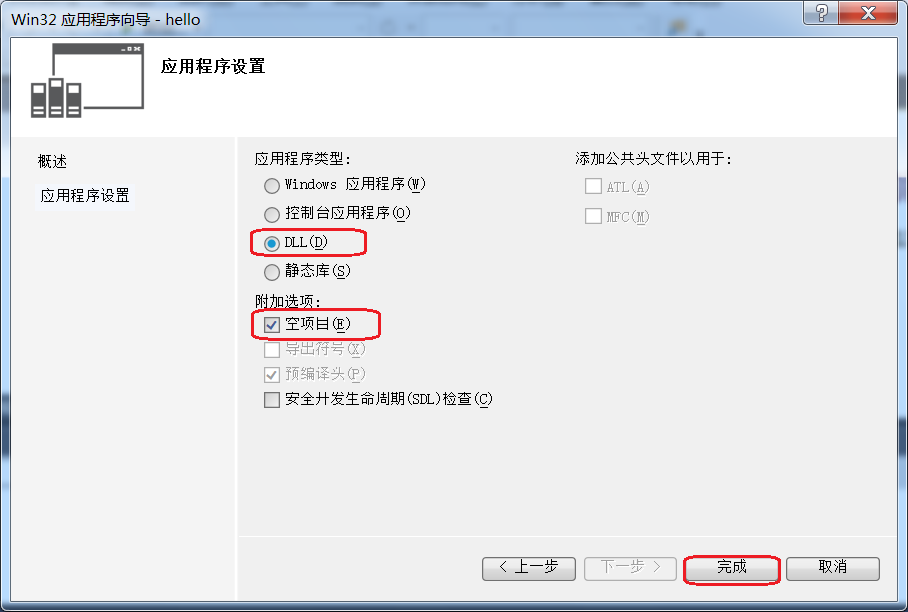 Win32 应用程序向导 - hello
应用程序设置
概述
应用程序设置
应用程序类型:
Windows 应用程序(W)
控制台应用程序(O)
DLL(D)
静态库(S)
附加选项:
空项目(E)
导出符号(X)
预编译头(P)
安全开发生命周期(SDL)检查(C)
添加公共头文件以用于:
ATL(A)
MFC(M)
< 上一步
下一步 >
完成
取消